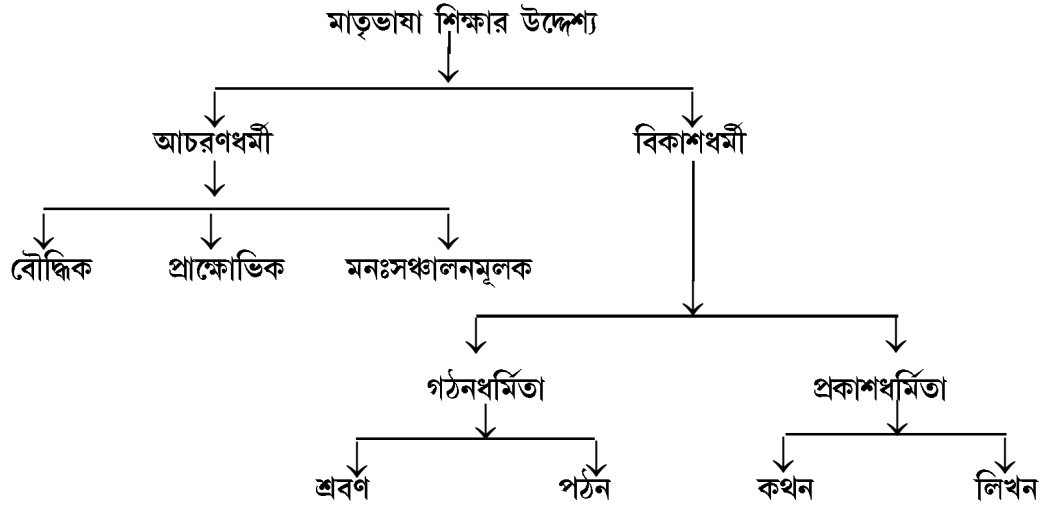 মাতৃভাষা শিক্ষার উদ্দেশ্য
আচরণধর্মী বিকাশধর্মী
বৌদ্ধিক প্রাক্ষোভিক মনঃসঞ্চালনমূলক
গঠনধর্মিতা প্রকাশধর্মিতা
শ্রবণ পঠন কথন লিখন